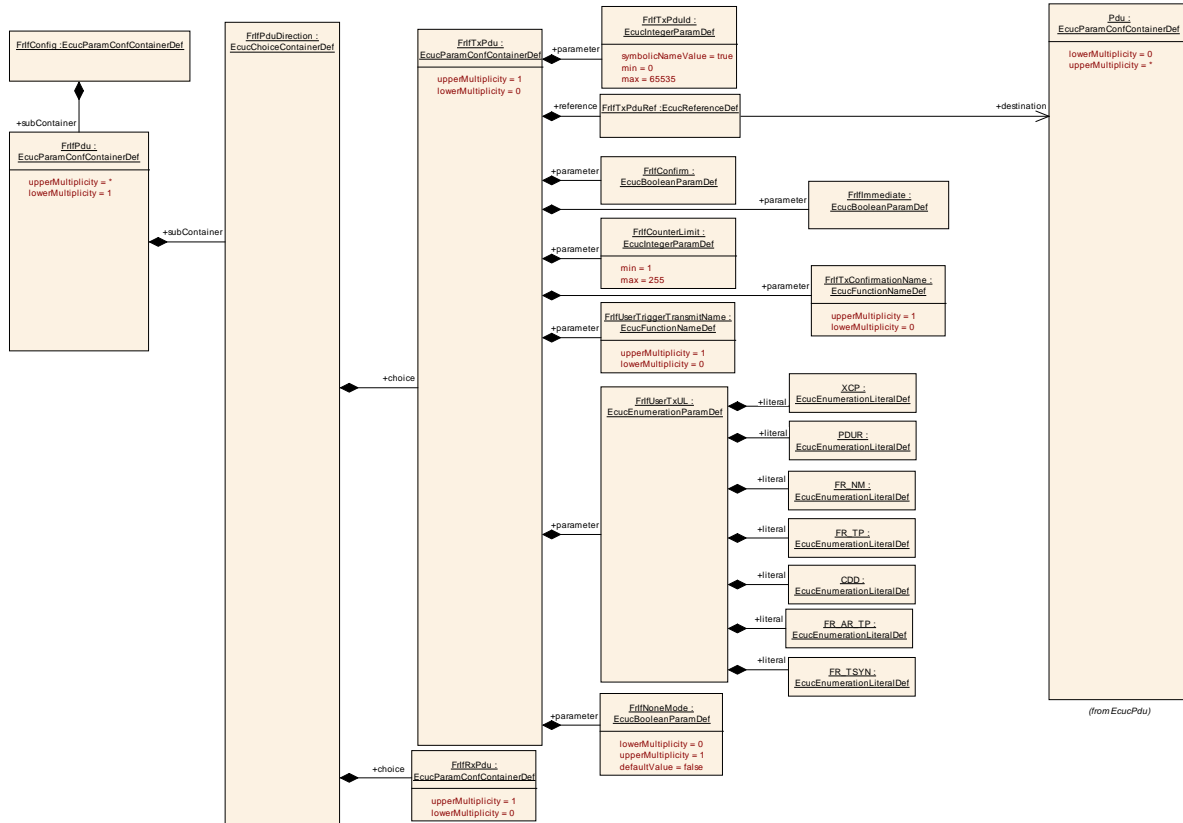 FrIfConfig :EcucParamConfContainerDef
+subContainer
FrIfPdu :
EcucParamConfContainerDef
upperMultiplicity = *
lowerMultiplicity = 1
+subContainer
FrIfPduDirection :
EcucChoiceContainerDef
+choice
FrIfTxPdu :
EcucParamConfContainerDef
upperMultiplicity = 1
lowerMultiplicity = 0
+parameter
FrIfTxPduId :
EcucIntegerParamDef
symbolicNameValue = true
min = 0
max = 65535
+reference
FrIfTxPduRef :EcucReferenceDef
+destination
Pdu :
EcucParamConfContainerDef
lowerMultiplicity = 0
upperMultiplicity = *
(from EcucPdu)
+parameter
FrIfConfirm :
EcucBooleanParamDef
+parameter
FrIfImmediate :
EcucBooleanParamDef
+parameter
FrIfCounterLimit :
EcucIntegerParamDef
min = 1
max = 255
+parameter
FrIfTxConfirmationName :
EcucFunctionNameDef
upperMultiplicity = 1
lowerMultiplicity = 0
+parameter
FrIfUserTriggerTransmitName :
EcucFunctionNameDef
upperMultiplicity = 1
lowerMultiplicity = 0
+parameter
FrIfUserTxUL :
EcucEnumerationParamDef
+literal
XCP :
EcucEnumerationLiteralDef
+literal
PDUR :
EcucEnumerationLiteralDef
+literal
FR_NM :
EcucEnumerationLiteralDef
+literal
FR_TP :
EcucEnumerationLiteralDef
+literal
CDD :
EcucEnumerationLiteralDef
+literal
FR_AR_TP :
EcucEnumerationLiteralDef
+literal
FR_TSYN :
EcucEnumerationLiteralDef
+parameter
FrIfNoneMode :
EcucBooleanParamDef
lowerMultiplicity = 0
upperMultiplicity = 1
defaultValue = false
+choice
FrIfRxPdu :
EcucParamConfContainerDef
upperMultiplicity = 1
lowerMultiplicity = 0